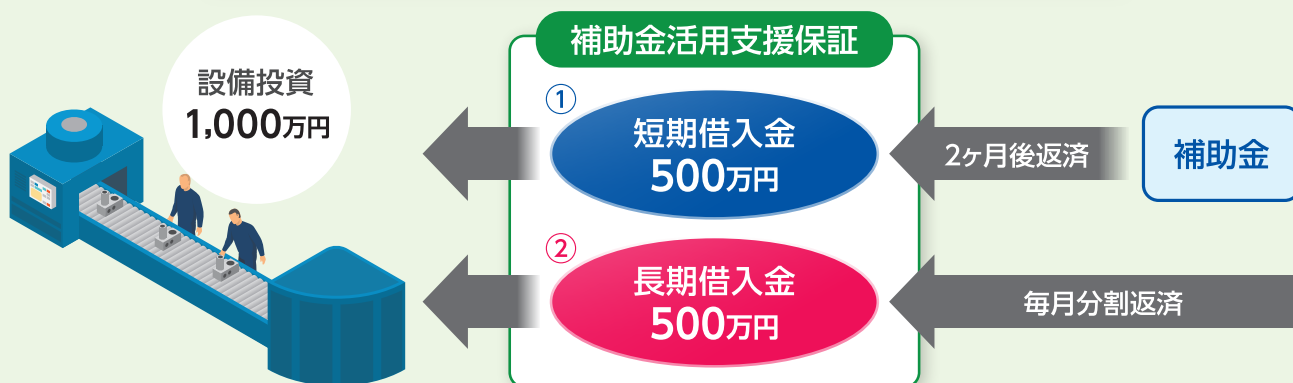 補助金活用支援保証
設備投資
1,000万円
①
短期借入金
500万円
2ヶ月後返済
補助金
②
長期借入金
500万円
毎月分割返済